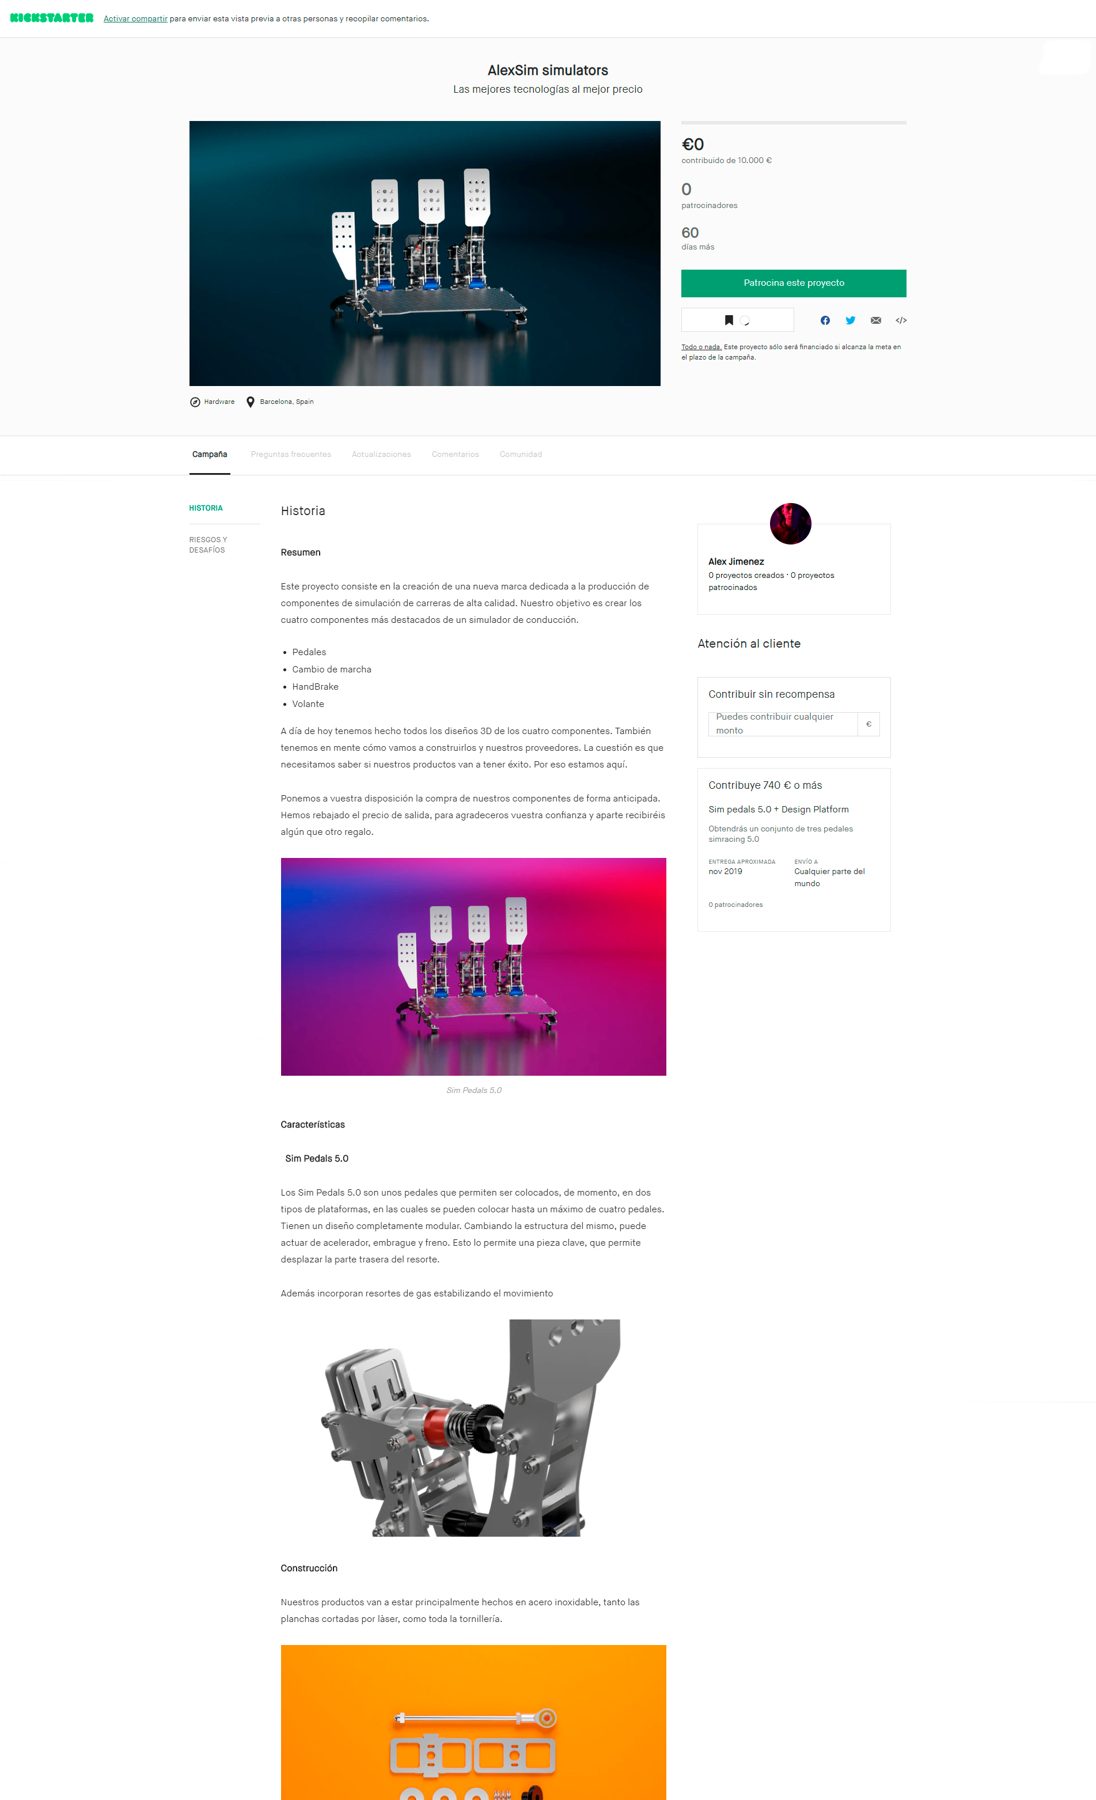 KICKSTARTER
Activar compartir para enviar esta vista previa a otras personas y recopilar comentarios.
AlexSim simulators
Las mejores tecnologías al mejor precio
€0
contribuido de 10.000 €
0
patrocinadores
60
días más
Patrocina este proyecto
Todo o nada. Este proyecto sólo será financiado si alcanza la meta en
el plazo de la campaña.
Hardware
Barcelona, Spain
Campaña
Preguntas frecuentes
Actualizaciones
Comentarios
Comunidad
HISTORIA
RIESGOS Y
DESAFÍOS
Historia
Resumen
Este proyecto consiste en la creación de una nueva marca dedicada a la producción de
componentes de simulación de carreras de alta calidad. Nuestro objetivo es crear los
cuatro componentes más destacados de un simulador de conducción.
• Pedales
• Cambio de marcha
• HandBrake
• Volante
A día de hoy tenemos hecho todos los diseños 3D de los cuatro componentes. También
tenemos en mente cómo vamos a construirlos y nuestros proveedores. La cuestión es que
necesitamos saber si nuestros productos van a tener éxito. Por eso estamos aquí.
Ponemos a vuestra disposición la compra de nuestros componentes de forma anticipada.
Hemos rebajado el precio de salida, para agradeceros vuestra confianza y aparte recibiréis
algún que otro regalo.
Sim Pedals 5,0
Características
Sim Pedals 5.0
Los Sim Pedals 5.0 son unos pedales que permiten ser colocados, de momento, en dos
tipos de plataformas, en las cuales se pueden colocar hasta un máximo de cuatro pedales.
Tienen un diseño completamente modular. Cambiando la estructura del mismo, puede
actuar de acelerador, embrague y freno. Esto lo permite una pieza clave, que permite
desplazar la parte trasera del resorte.
Además incorporan resortes de gas estabilizando el movimiento
Construcción
Nuestros productos van a estar principalmente hechos en acero inoxidable, tanto las
planchas cortadas por làser, como toda la tornillería.
Alex Jimenez
0 proyectos creados · 0 proyectos
patrocinados
Atención al cliente
Contribuir sin recompensa
Puedes contribuir cualquier
monto
€
Contribuye 740 € o más
Sim pedals 5.0 + Design Platform
Obtendrás un conjunto de tres pedales
simracing 5.0
ENTREGA APROXIMADA
nov 2019
ENVÍO A
Cualquier parte del
mundo
0 patrocinadores